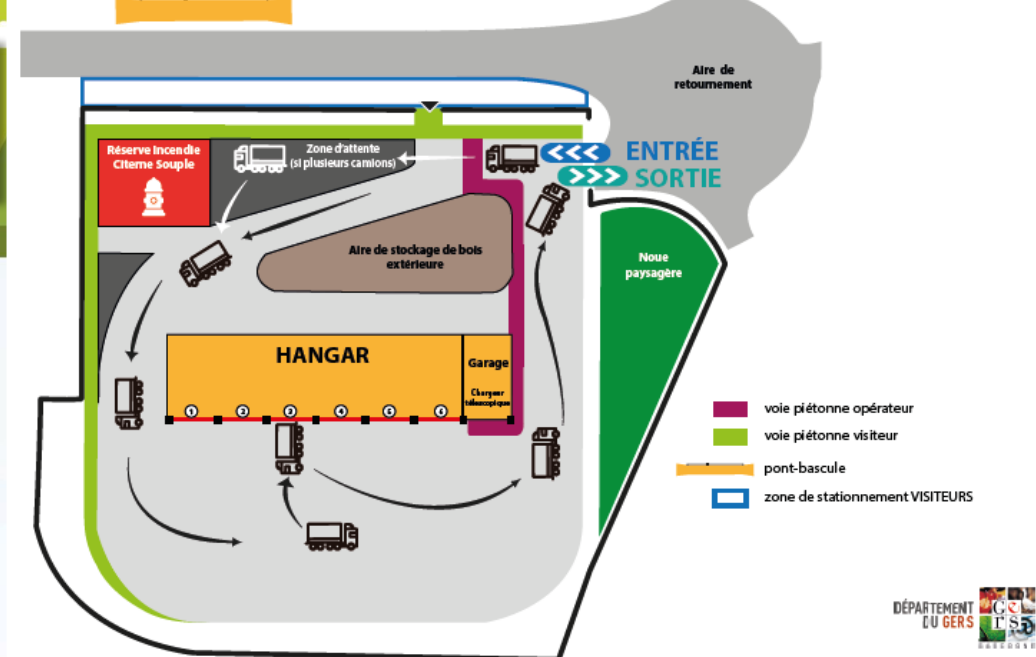 Aire de
retournement
Réserve Incendie
Citerne Souple
Zone d'attente
(si plusieurs camions)
ENTRÉE
SORTIE
Aire de stockage de bois
extérieure
Noue
paysagère
HANGAR
Garage
Chargeur
télescopique
1 2 3 4 5 6
voie piétonne opérateur
voie piétonne visiteur
pont-bascule
zone de stationnement VISITEURS
DÉPARTEMENT
DU GERS
Gers